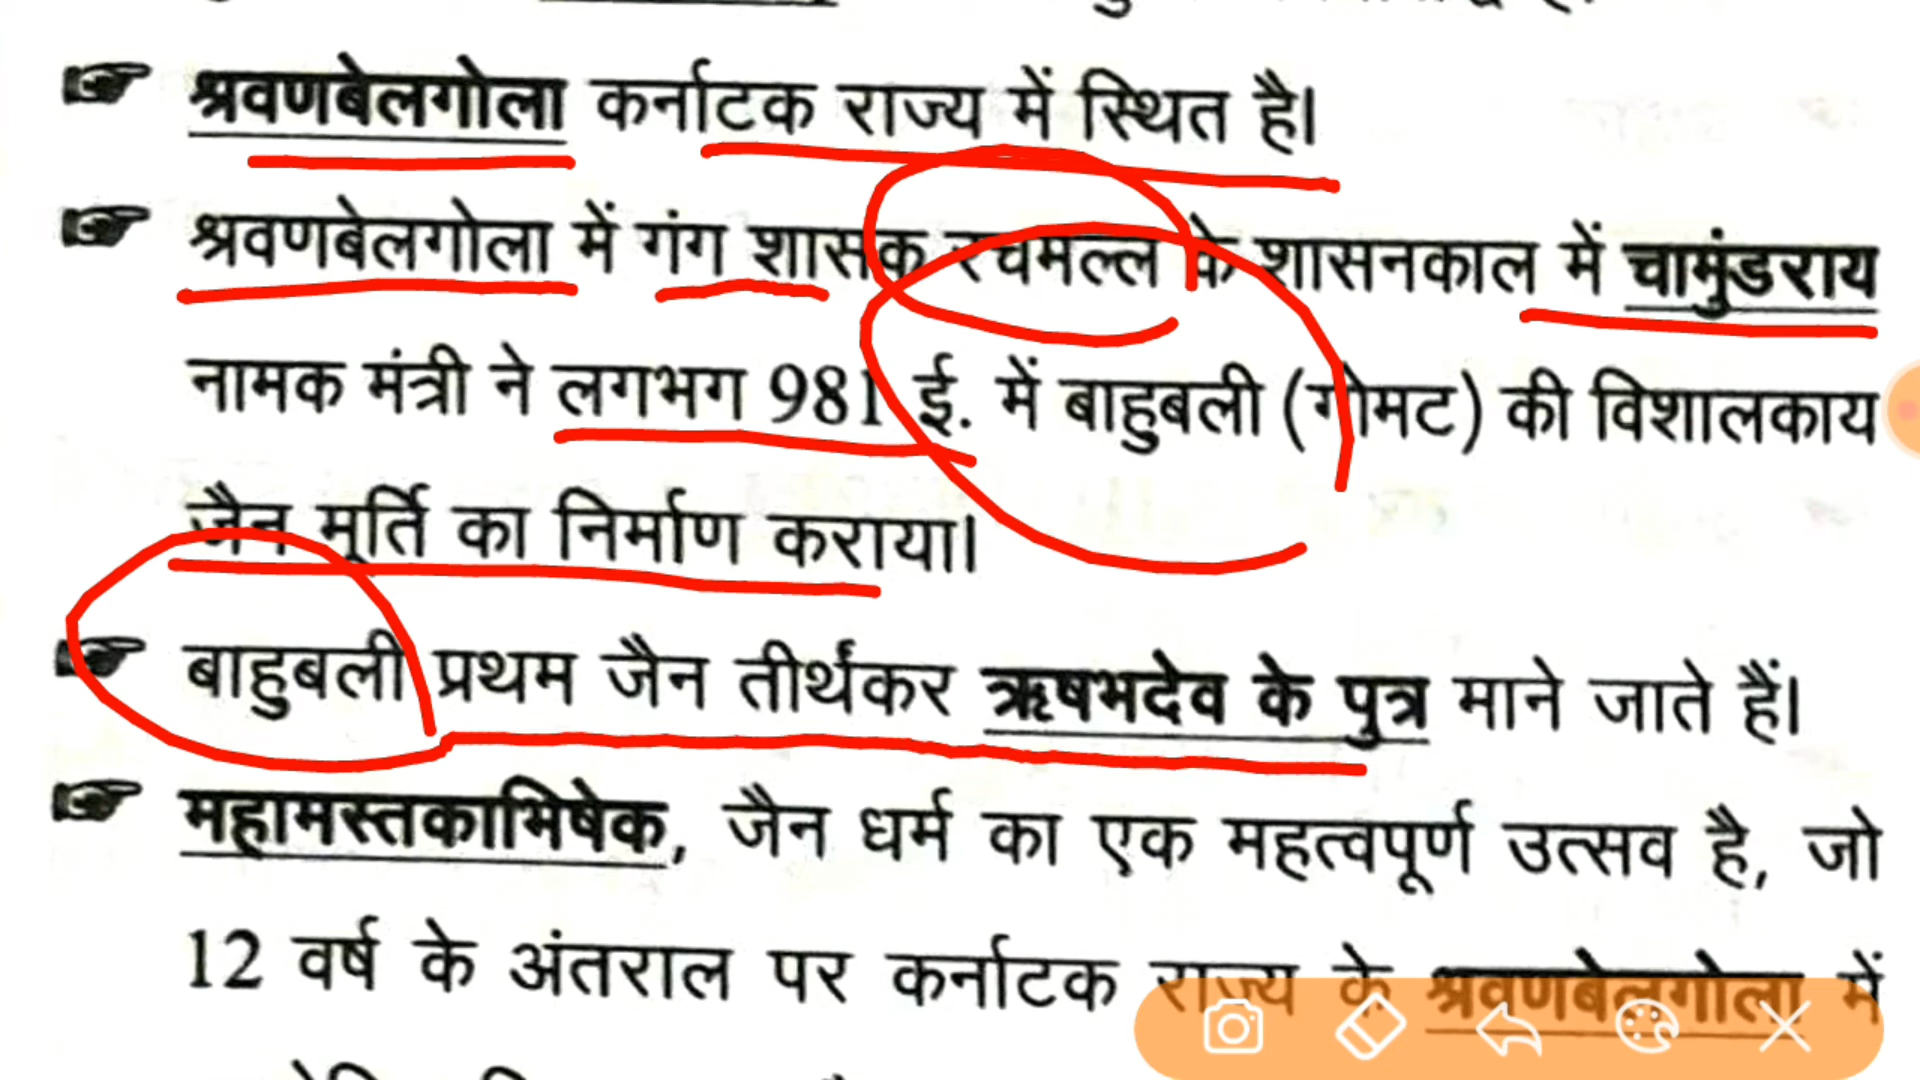 श्रवणबेलगोला कर्नाटक राज्य में स्थित है।
श्रवणबेलगोला में गंग शासक रचमल्ल के शासनकाल में चामुंडराय
नामक मंत्री ने लगभग 981 ई. में बाहुबली (गोमट) की विशालकाय
जैन मूर्ति का निर्माण कराया।
बाहुबली प्रथम जैन तीर्थंकर ऋषभदेव के पुत्र माने जाते हैं।
महामस्तकाभिषेक, जैन धर्म का एक महत्वपूर्ण उत्सव है, जो
12 वर्ष के अंतराल पर कर्नाटक राज्य के श्रवणबेलगोला में